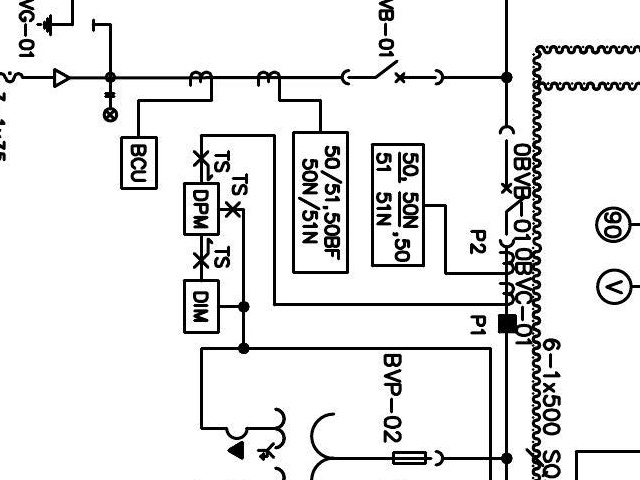 VG-01
VB-01
BCU
TS
DPM
TS
TS
DIM
50/51,50BF
50N/51N
50, 50N ,50
51 51N
P2
P1
0BVB-01
0BVC-01
90
V
6-1x500 SQ
BVP-02